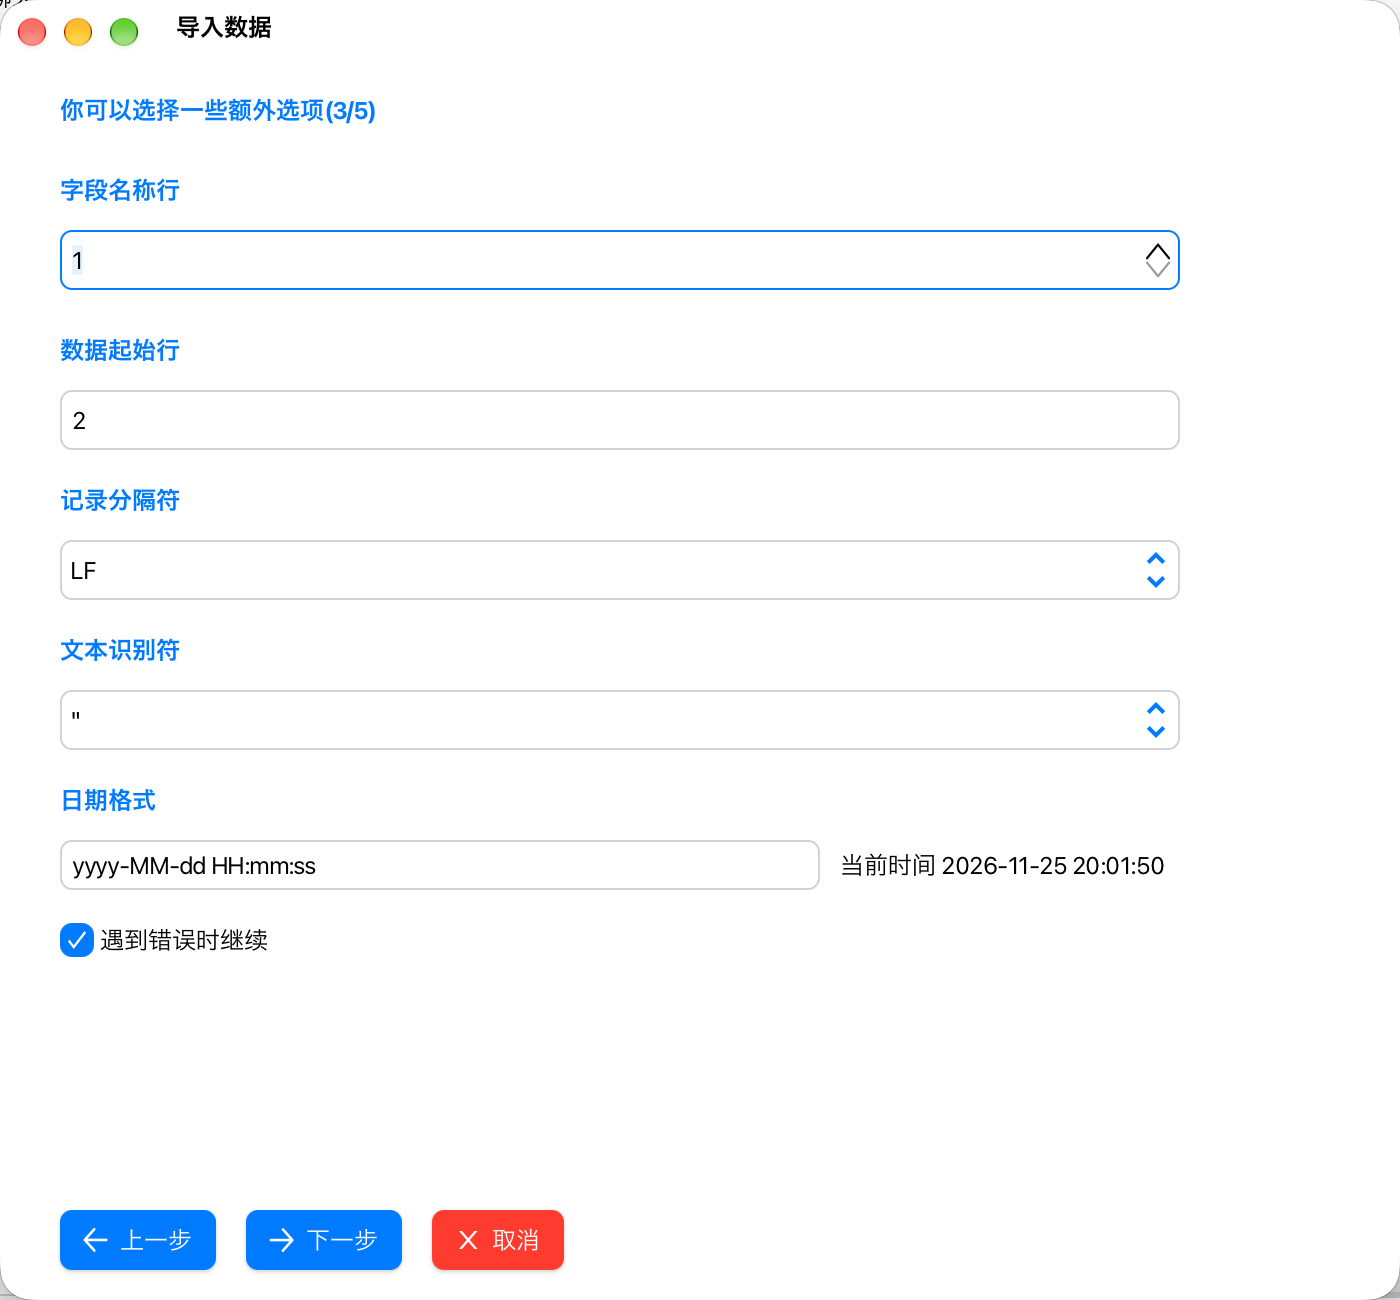 导入数据
你可以选择一些额外选项(3/5)
字段名称行
1
数据起始行
2
记录分隔符
LF
文本识别符
"
日期格式
yyyy-MM-dd HH:mm:ss 当前时间 2026-11-25 20:01:50
遇到错误时继续
上一步 下一步 取消